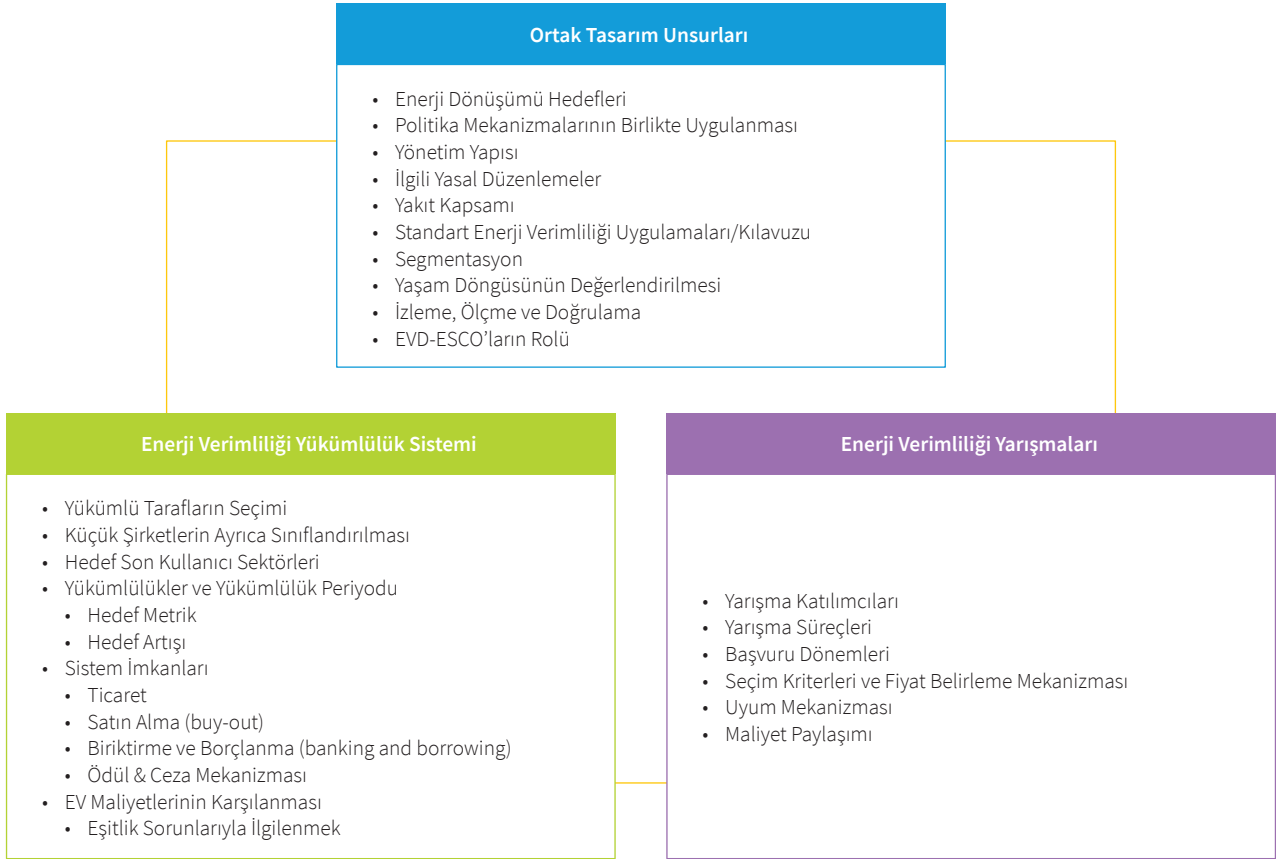 Ortak Tasarım Unsurları
• Enerji Dönüşümü Hedefleri
• Politika Mekanizmalarının Birlikte Uygulanması
• Yönetim Yapısı
• İlgili Yasal Düzenlemeler
• Yakıt Kapsamı
• Standart Enerji Verimliliği Uygulamaları/Kılavuzu
• Segmentasyon
• Yaşam Döngüsünün Değerlendirilmesi
• İzleme, Ölçme ve Doğrulama
• EVD-ESCO’ların Rolü
Enerji Verimliliği Yükümlülük Sistemi
• Yükümlü Tarafların Seçimi
• Küçük Şirketlerin Ayrıca Sınıflandırılması
• Hedef Son Kullanıcı Sektörleri
• Yükümlülükler ve Yükümlülük Periyodu
• Hedef Metrik
• Hedef Artışı
• Sistem İmkanları
• Ticaret
• Satın Alma (buy-out)
• Biriktirme ve Borçlanma (banking and borrowing)
• Ödül & Ceza Mekanizması
• EV Maliyetlerinin Karşılanması
• Eşitlik Sorunlarıyla İlgilenmek
Enerji Verimliliği Yarışmaları
• Yarışma Katılımcıları
• Yarışma Süreçleri
• Başvuru Dönemleri
• Seçim Kriterleri ve Fiyat Belirleme Mekanizması
• Uyum Mekanizması
• Maliyet Paylaşımı